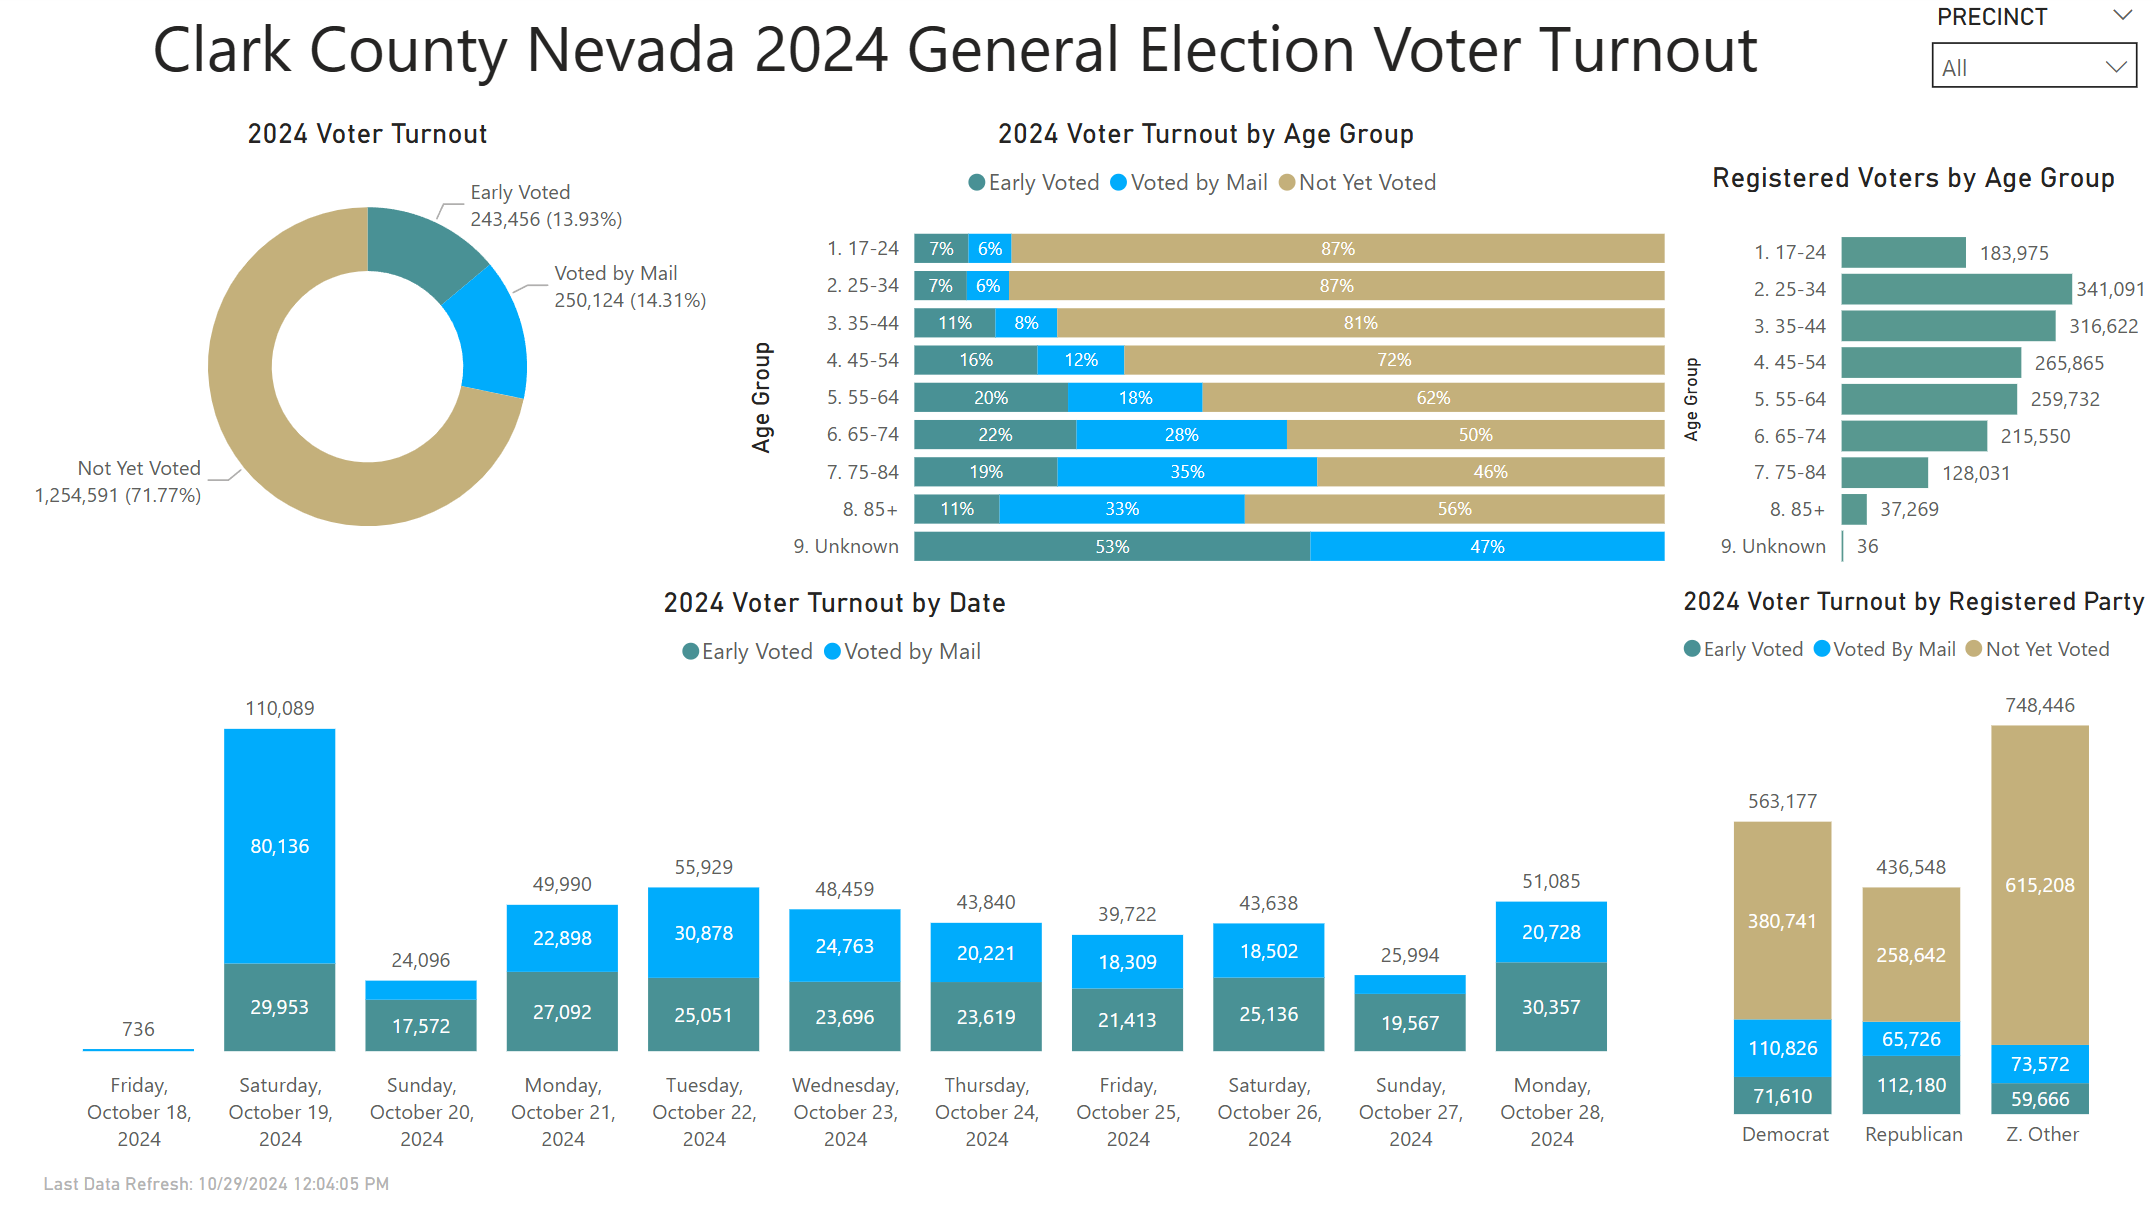 Clark County Nevada 2024 General Election Voter Turnout
PRECINCT
All
2024 Voter Turnout
Early Voted
243,456 (13.93%)
Voted by Mail
250,124 (14.31%)
Not Yet Voted
1,254,591 (71.77%)
2024 Voter Turnout by Age Group
Early Voted Voted by Mail Not Yet Voted
Age Group
1. 17-24 7% 6% 87%
2. 25-34 7% 6% 87%
3. 35-44 11% 8% 81%
4. 45-54 16% 12% 72%
5. 55-64 20% 18% 62%
6. 65-74 22% 28% 50%
7. 75-84 19% 35% 46%
8. 85+ 11% 33% 56%
9. Unknown 53% 47%
Registered Voters by Age Group
Age Group
1. 17-24 183,975
2. 25-34 341,091
3. 35-44 316,622
4. 45-54 265,865
5. 55-64 259,732
6. 65-74 215,550
7. 75-84 128,031
8. 85+ 37,269
9. Unknown 36
2024 Voter Turnout by Date
Early Voted Voted by Mail
736
110,089
80,136
29,953
24,096
17,572
49,990
22,898
27,092
55,929
30,878
25,051
48,459
24,763
23,696
43,840
20,221
23,619
39,722
18,309
21,413
43,638
18,502
25,136
25,994
19,567
51,085
20,728
30,357
Friday, Saturday, Sunday, Monday, Tuesday, Wednesday, Thursday, Friday, Saturday, Sunday, Monday,
October 18, October 19, October 20, October 21, October 22, October 23, October 24, October 25, October 26, October 27, October 28,
2024 2024 2024 2024 2024 2024 2024 2024 2024 2024 2024
2024 Voter Turnout by Registered Party
Early Voted Voted By Mail Not Yet Voted
563,177
380,741
110,826
71,610
436,548
258,642
65,726
112,180
748,446
615,208
73,572
59,666
Democrat Republican Z. Other
Last Data Refresh: 10/29/2024 12:04:05 PM